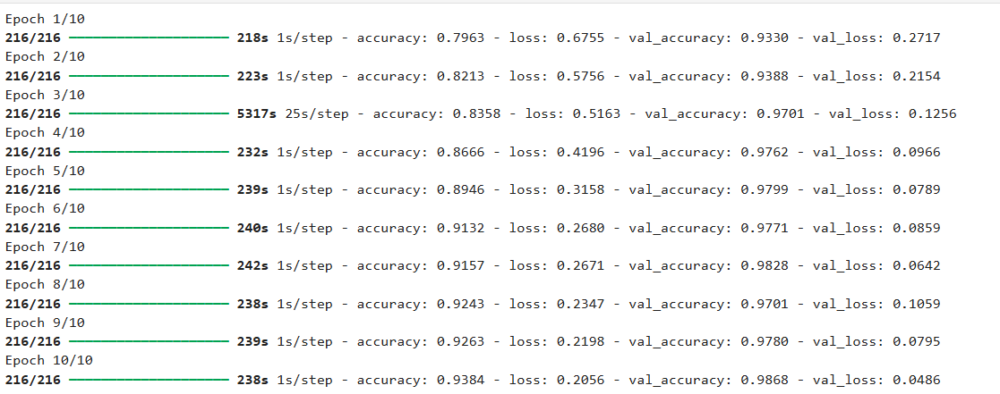 Epoch 1/10
216/216 ━━━━━━━━━━━━━━━━━━━━ 218s 1s/step - accuracy: 0.7963 - loss: 0.6755 - val_accuracy: 0.9330 - val_loss: 0.2717
Epoch 2/10
216/216 ━━━━━━━━━━━━━━━━━━━━ 223s 1s/step - accuracy: 0.8213 - loss: 0.5756 - val_accuracy: 0.9388 - val_loss: 0.2154
Epoch 3/10
216/216 ━━━━━━━━━━━━━━━━━━━━ 5317s 25s/step - accuracy: 0.8358 - loss: 0.5163 - val_accuracy: 0.9701 - val_loss: 0.1256
Epoch 4/10
216/216 ━━━━━━━━━━━━━━━━━━━━ 232s 1s/step - accuracy: 0.8666 - loss: 0.4196 - val_accuracy: 0.9762 - val_loss: 0.0966
Epoch 5/10
216/216 ━━━━━━━━━━━━━━━━━━━━ 239s 1s/step - accuracy: 0.8946 - loss: 0.3158 - val_accuracy: 0.9799 - val_loss: 0.0789
Epoch 6/10
216/216 ━━━━━━━━━━━━━━━━━━━━ 240s 1s/step - accuracy: 0.9132 - loss: 0.2680 - val_accuracy: 0.9771 - val_loss: 0.0859
Epoch 7/10
216/216 ━━━━━━━━━━━━━━━━━━━━ 242s 1s/step - accuracy: 0.9157 - loss: 0.2671 - val_accuracy: 0.9828 - val_loss: 0.0642
Epoch 8/10
216/216 ━━━━━━━━━━━━━━━━━━━━ 238s 1s/step - accuracy: 0.9243 - loss: 0.2347 - val_accuracy: 0.9701 - val_loss: 0.1059
Epoch 9/10
216/216 ━━━━━━━━━━━━━━━━━━━━ 239s 1s/step - accuracy: 0.9263 - loss: 0.2198 - val_accuracy: 0.9780 - val_loss: 0.0795
Epoch 10/10
216/216 ━━━━━━━━━━━━━━━━━━━━ 238s 1s/step - accuracy: 0.9384 - loss: 0.2056 - val_accuracy: 0.9868 - val_loss: 0.0486